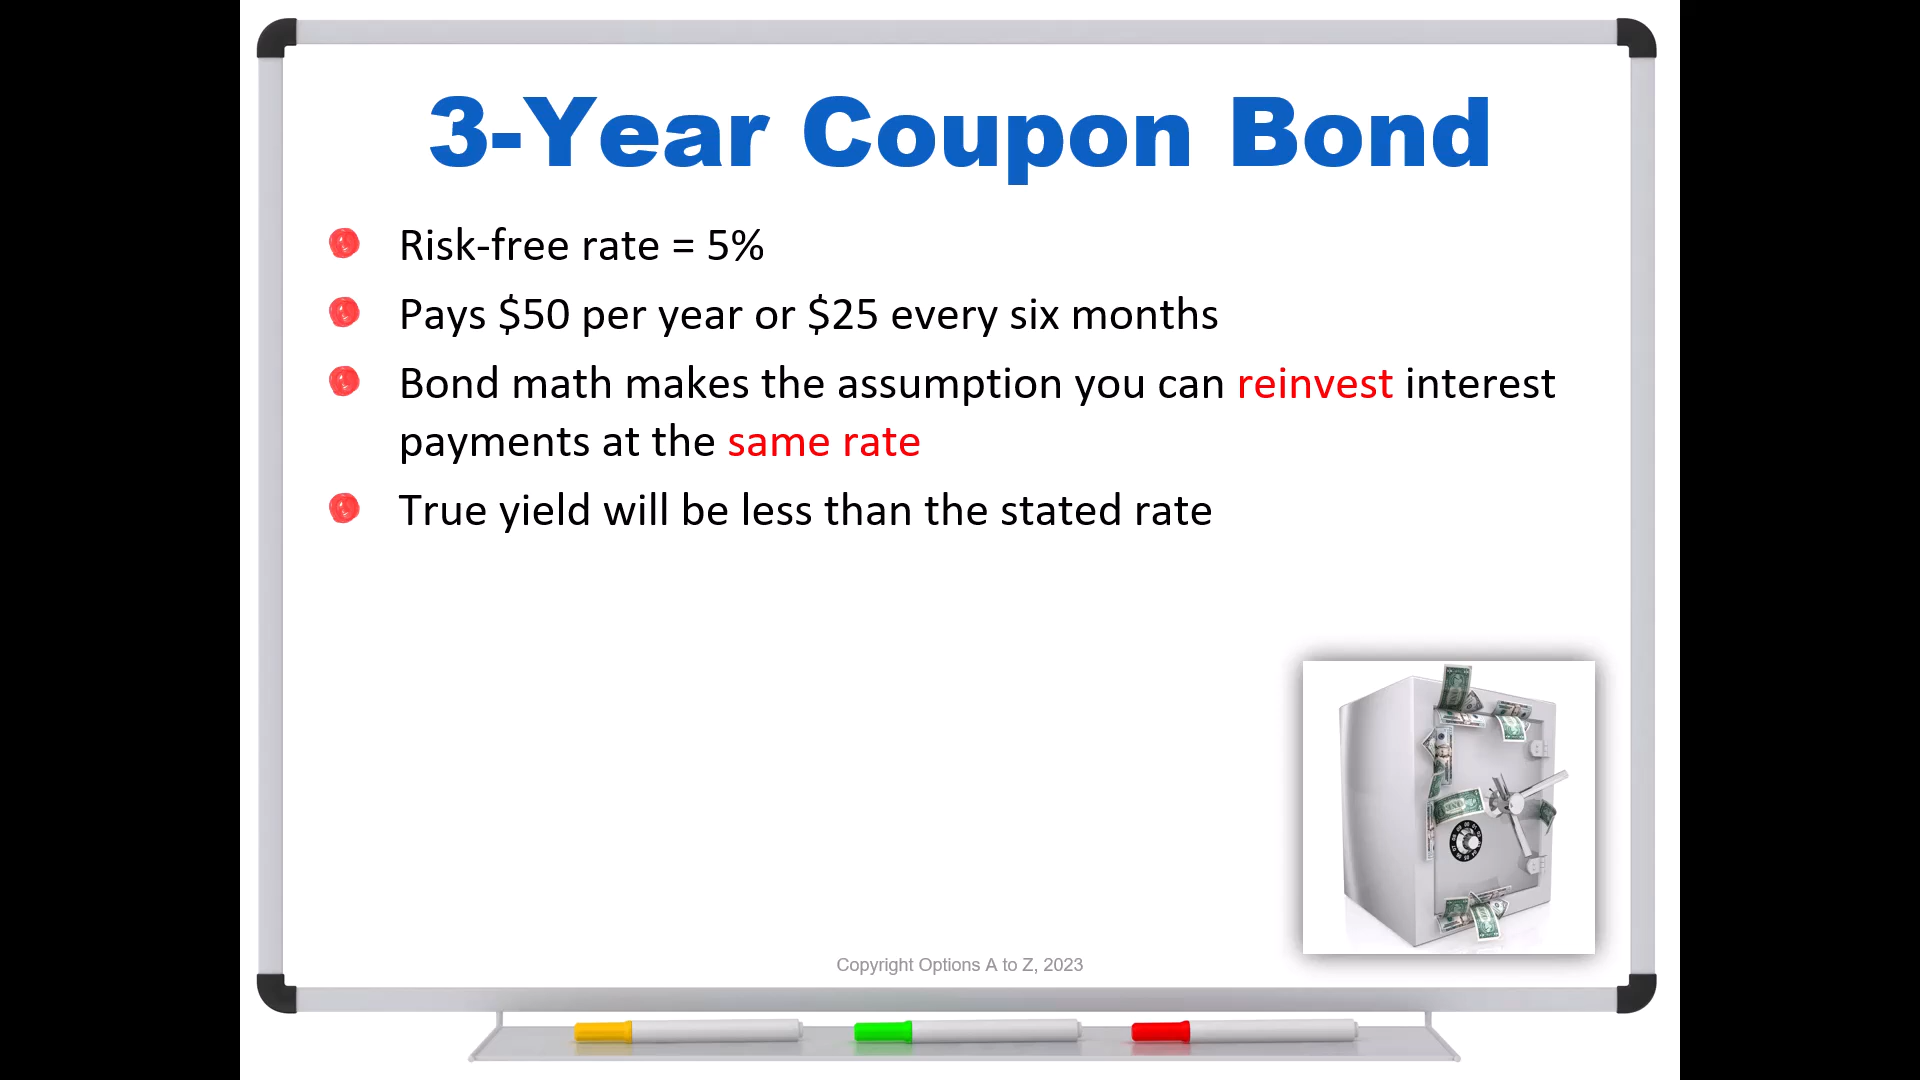 3-Year Coupon Bond
Risk-free rate = 5%
Pays $50 per year or $25 every six months
Bond math makes the assumption you can reinvest interest
payments at the same rate
True yield will be less than the stated rate
Copyright Options A to Z, 2023